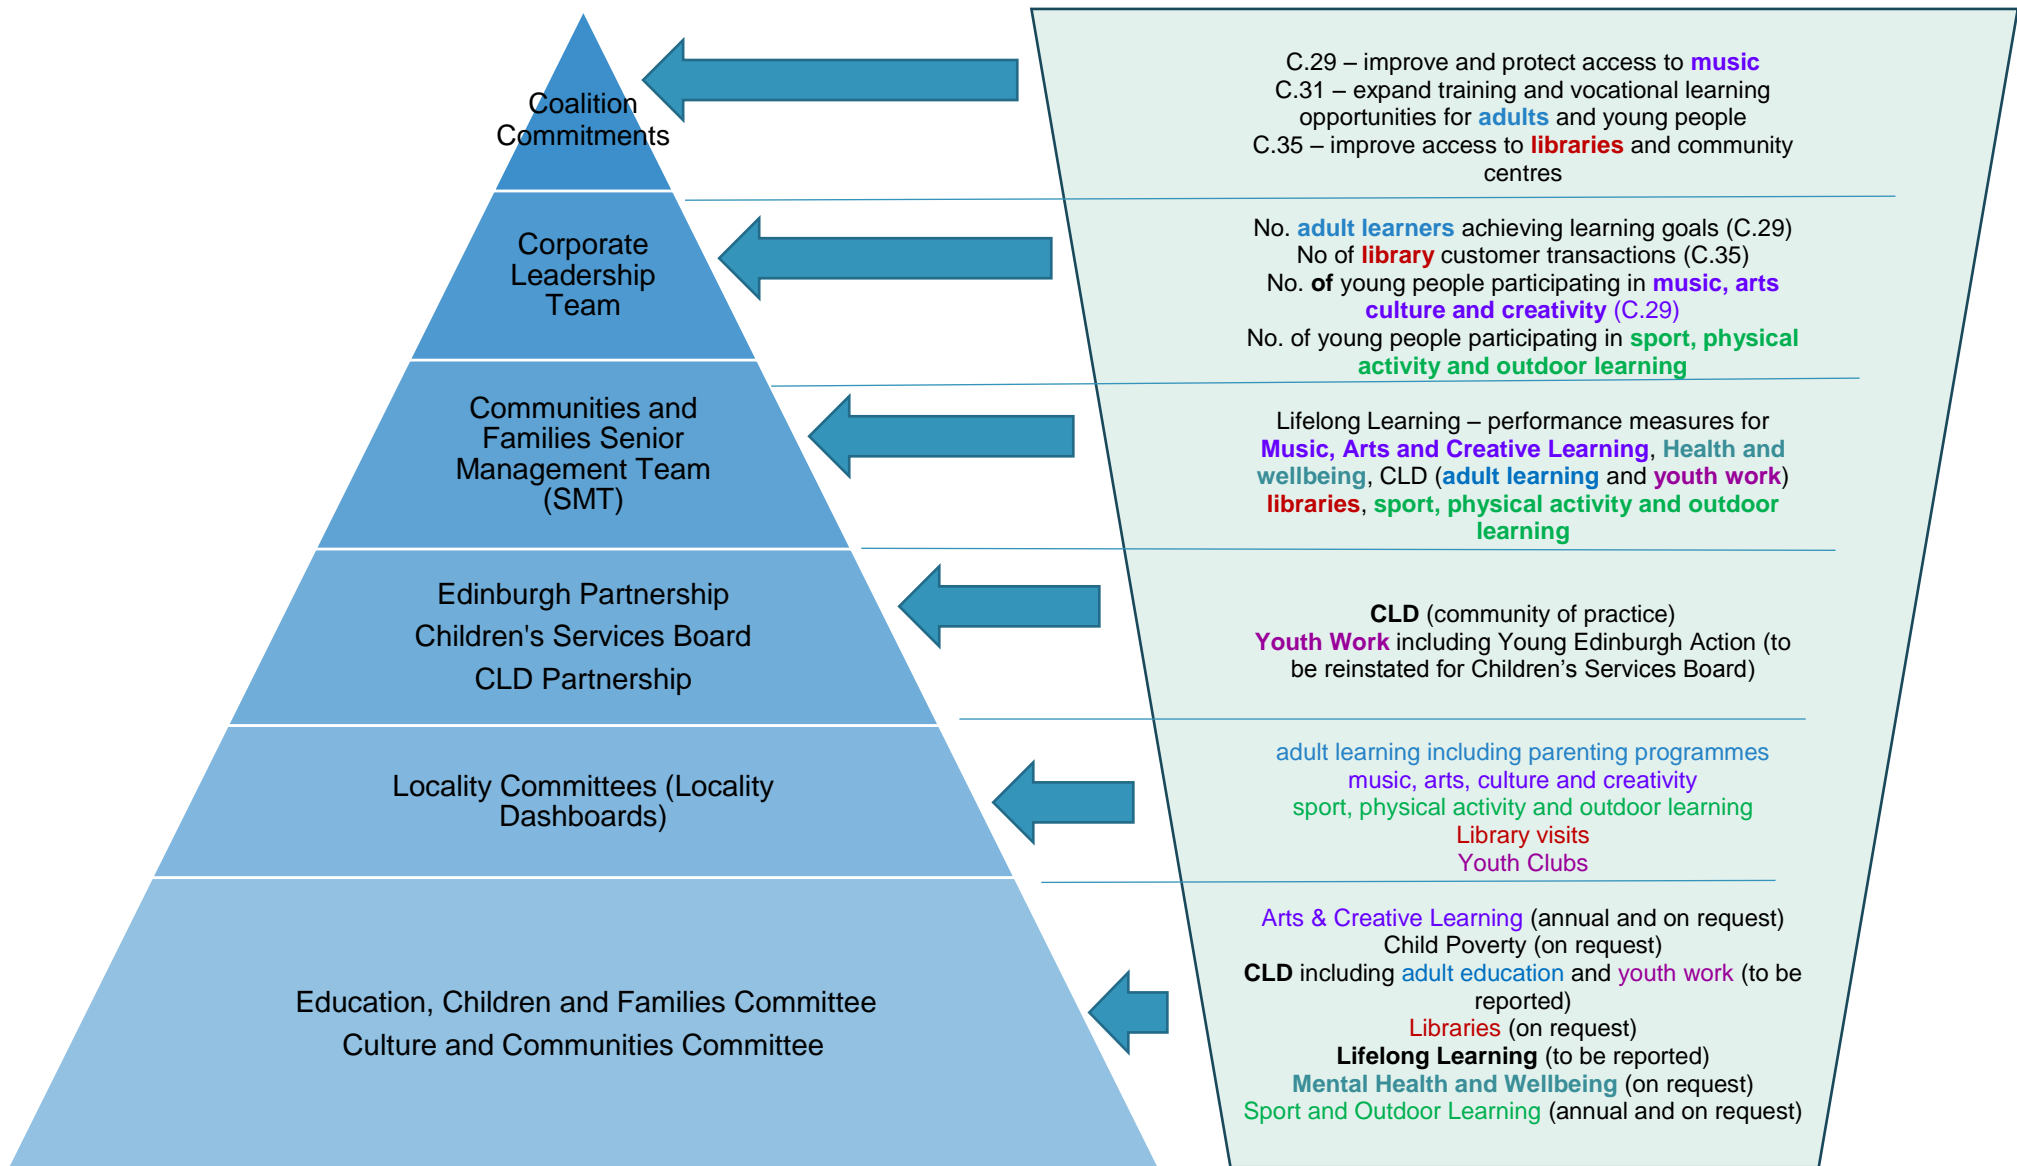 Coalition
Commitments
C.29 – improve and protect access to music
C.31 – expand training and vocational learning
opportunities for adults and young people
C.35 – improve access to libraries and community
centres
Corporate
Leadership
Team
No. adult learners achieving learning goals (C.29)
No of library customer transactions (C.35)
No. of young people participating in music, arts
culture and creativity (C.29)
No. of young people participating in sport, physical
activity and outdoor learning
Communities and
Families Senior
Management Team
(SMT)
Lifelong Learning – performance measures for
Music, Arts and Creative Learning, Health and
wellbeing, CLD (adult learning and youth work)
libraries, sport, physical activity and outdoor
learning
Edinburgh Partnership
Children's Services Board
CLD Partnership
CLD (community of practice)
Youth Work including Young Edinburgh Action (to
be reinstated for Children’s Services Board)
Locality Committees (Locality
Dashboards)
adult learning including parenting programmes
music, arts, culture and creativity
sport, physical activity and outdoor learning
Library visits
Youth Clubs
Education, Children and Families Committee
Culture and Communities Committee
Arts & Creative Learning (annual and on request)
Child Poverty (on request)
CLD including adult education and youth work (to be
reported)
Libraries (on request)
Lifelong Learning (to be reported)
Mental Health and Wellbeing (on request)
Sport and Outdoor Learning (annual and on request)